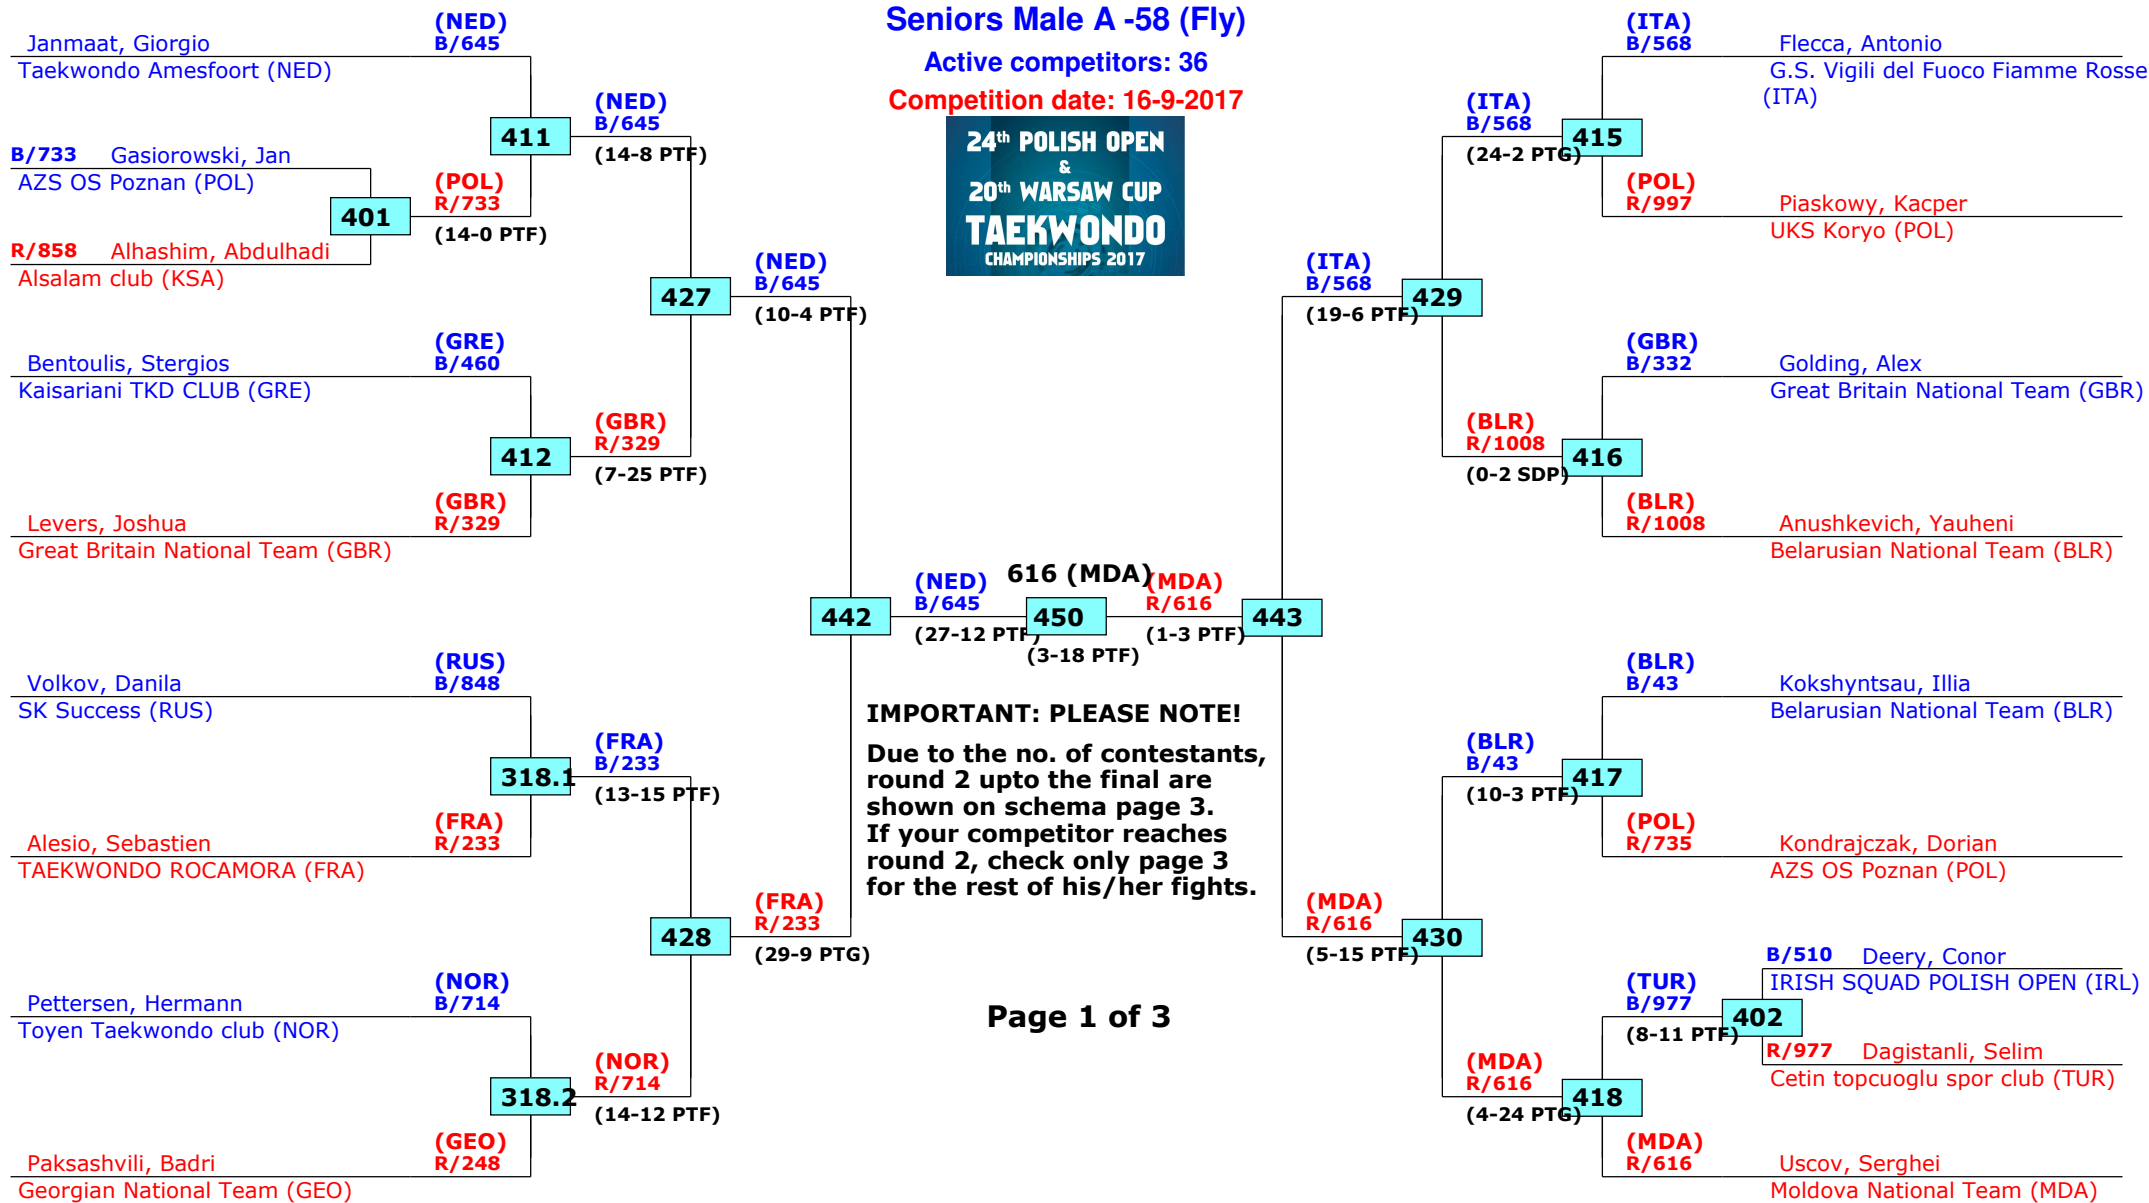 Seniors Male A -58 (Fly)
Active competitors: 36
Competition date: 16-9-2017
24th POLISH OPEN
&
20th WARSAW CUP
TAEKWONDO
CHAMPIONSHIPS 2017
(NED)
Janmaat, Giorgio B/645
Taekwondo Amesfoort (NED)
B/733 Gasiorowski, Jan
AZS OS Poznan (POL)
R/858 Alhashim, Abdulhadi
Alsalam club (KSA)
401
(POL)
R/733
(14-0 PTF)
411
(NED)
B/645
(14-8 PTF)
(GRE)
Bentoulis, Stergios B/460
Kaisariani TKD CLUB (GRE)
412
(GBR)
Levers, Joshua R/329
Great Britain National Team (GBR)
(GBR)
R/329
(7-25 PTF)
427
(NED)
B/645
(10-4 PTF)
(RUS)
Volkov, Danila B/848
SK Success (RUS)
318.1
(FRA)
Alesio, Sebastien R/233
TAEKWONDO ROCAMORA (FRA)
(FRA)
B/233
(13-15 PTF)
(NOR)
Pettersen, Hermann B/714
Toyen Taekwondo club (NOR)
318.2
(GEO)
Paksashvili, Badri R/248
Georgian National Team (GEO)
(NOR)
R/714
(14-12 PTF)
428
(FRA)
R/233
(29-9 PTG)
442
(NED)
B/645
(27-12 PTF)
616 (MDA)
450
(3-18 PTF)
(MDA)
R/616
(1-3 PTF)
443
IMPORTANT: PLEASE NOTE!
Due to the no. of contestants,
round 2 upto the final are
shown on schema page 3.
If your competitor reaches
round 2, check only page 3
for the rest of his/her fights.
Page 1 of 3
(ITA)
B/568
(19-6 PTF)
429
(ITA)
B/568
(24-2 PTG)
415
(ITA)
B/568 Flecca, Antonio
G.S. Vigili del Fuoco Fiamme Rosse
(ITA)
(POL)
R/997 Piaskowy, Kacper
UKS Koryo (POL)
(BLR)
R/1008
(0-2 SDP)
416
(GBR)
B/332 Golding, Alex
Great Britain National Team (GBR)
(BLR)
R/1008 Anushkevich, Yauheni
Belarusian National Team (BLR)
(MDA)
R/616
(5-15 PTF)
430
(BLR)
B/43
(10-3 PTF)
417
(BLR)
B/43 Kokshyntsau, Illia
Belarusian National Team (BLR)
(POL)
R/735 Kondrajczak, Dorian
AZS OS Poznan (POL)
(MDA)
R/616
(4-24 PTG)
418
(TUR)
B/977
(8-11 PTF)
402
B/510 Deery, Conor
IRISH SQUAD POLISH OPEN (IRL)
R/977 Dagistanli, Selim
Cetin topcuoglu spor club (TUR)
(MDA)
R/616 Uscov, Serghei
Moldova National Team (MDA)